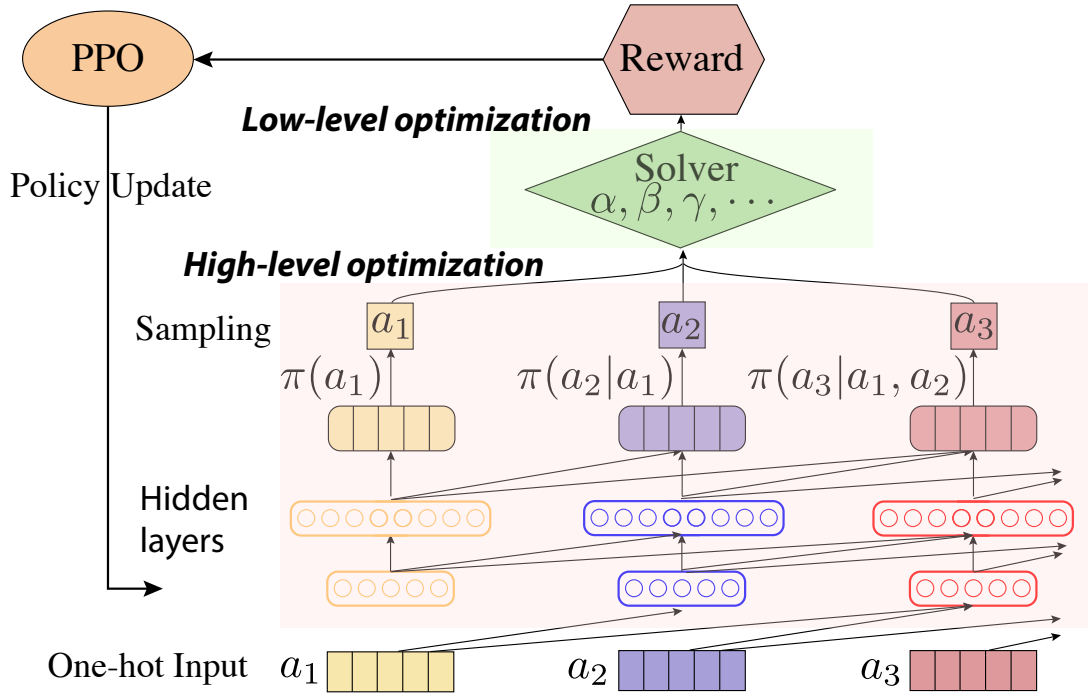 PPO
Reward
Low-level optimization
Policy Update
Solver
α, β, γ, ⋯
High-level optimization
Sampling
a₁
a₂
a₃
π(a₁)
π(a₂|a₁)
π(a₃|a₁, a₂)
Hidden
layers
One-hot Input
a₁
a₂
a₃